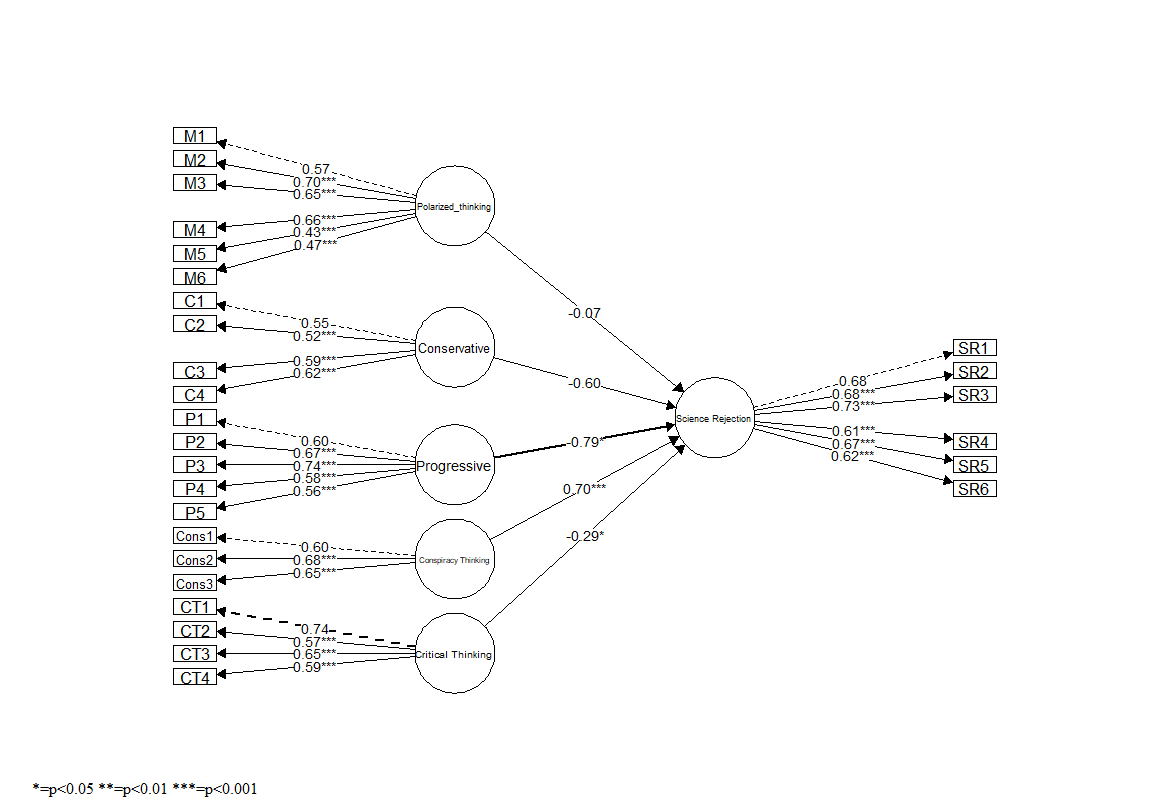 M1
M2
M3
M4
M5
M6
C1
C2
C3
C4
P1
P2
P3
P4
P5
Cons1
Cons2
Cons3
CT1
CT2
CT3
CT4
0.57
0.70***
0.65***
0.66***
0.43***
0.47***
0.55
0.52***
0.59***
0.62***
0.60
0.67***
0.74***
0.58***
0.56***
0.60
0.68***
0.65***
0.74
0.57***
0.65***
0.59***
Polarized_thinking
Conservative
Progressive
Conspiracy Thinking
Critical Thinking
-0.07
-0.60
-0.79*
0.70***
-0.29*
Science Rejection
0.68
0.68***
0.73***
0.61***
0.67***
0.62***
SR1
SR2
SR3
SR4
SR5
SR6
*=p<0.05 **=p<0.01 ***=p<0.001